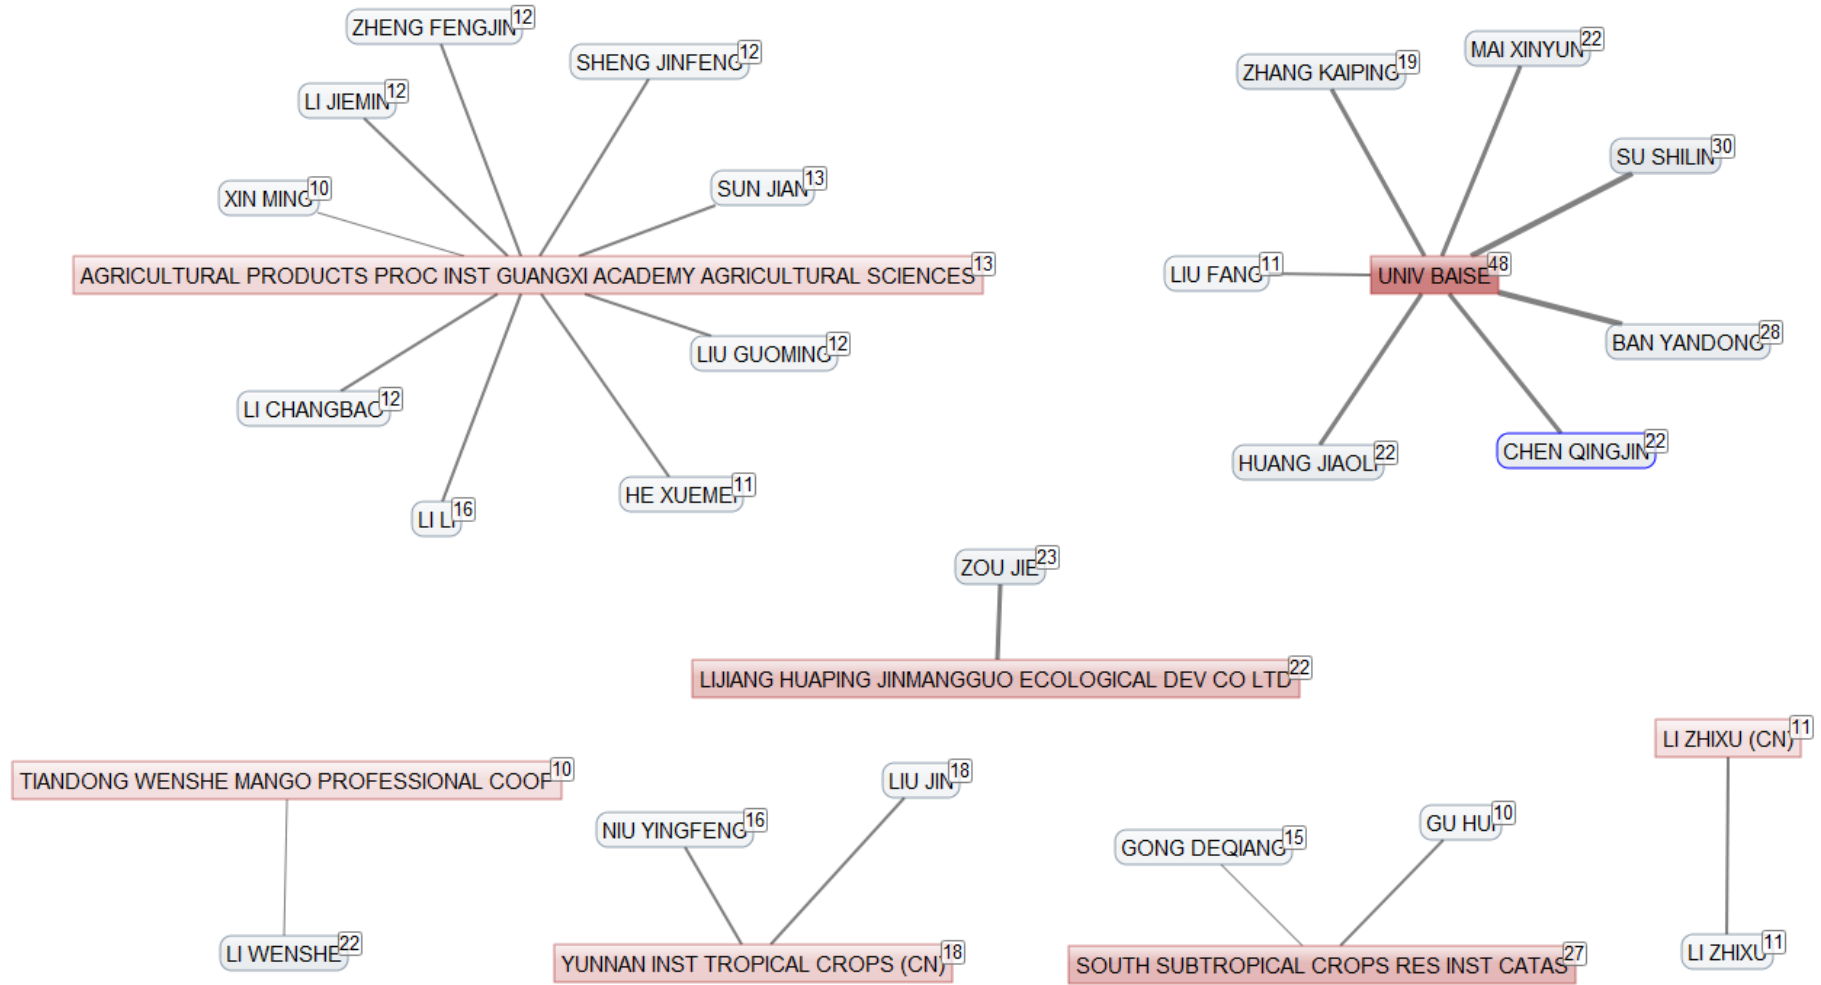 ZHENG FENGJIN 12
SHENG JINFENG 12
LI JIEMIN 12
XIN MING 10
SUN JIAN 13
AGRICULTURAL PRODUCTS PROC INST GUANGXI ACADEMY AGRICULTURAL SCIENCES 13
LIU GUOMING 12
LI CHANGBAO 12
HE XUEMEI 11
LI LI 16
MAI XINYUN 22
ZHANG KAIPING 19
SU SHILIN 30
LIU FANG 11
UNIV BAISE 48
BAN YANDONG 28
CHEN QINGJIN 22
HUANG JIAOLI 22
ZOU JIE 23
LIJIANG HUAPING JINMANGGUO ECOLOGICAL DEV CO LTD 22
TIANDONG WENSHE MANGO PROFESSIONAL COOP 10
LI WENSHE 22
LIU JIN 18
NIU YINGFENG 16
YUNNAN INST TROPICAL CROPS (CN) 18
GU HUI 10
GONG DEQIANG 15
SOUTH SUBTROPICAL CROPS RES INST CATAS 27
LI ZHIXU (CN) 11
LI ZHIXU 11